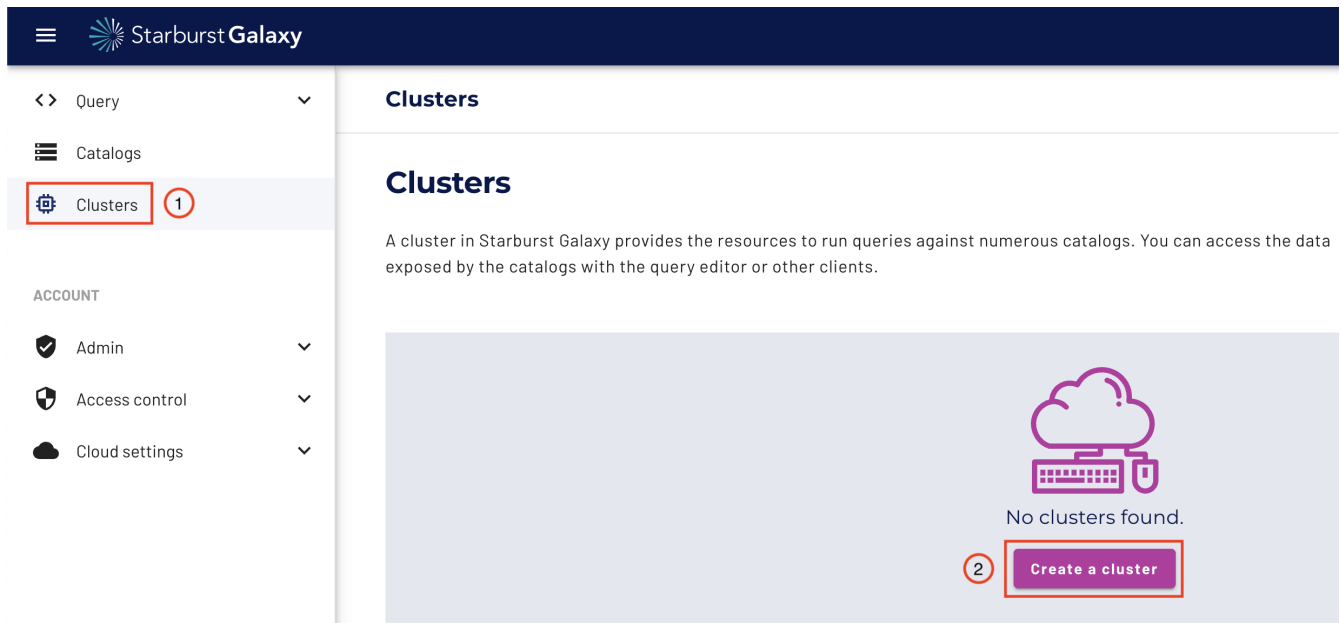 Starburst Galaxy
Query
Catalogs
Clusters
1
ACCOUNT
Admin
Access control
Cloud settings
Clusters
Clusters
A cluster in Starburst Galaxy provides the resources to run queries against numerous catalogs. You can access the data
exposed by the catalogs with the query editor or other clients.
No clusters found.
2
Create a cluster